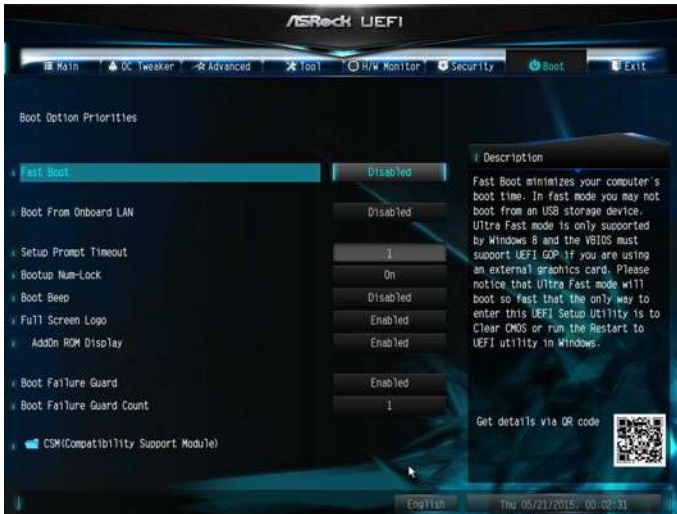 ASRock UEFI
Main OC Tweaker Advanced Tool H/W Monitor Security Boot Exit
Boot Option Priorities
Fast Boot Disabled
Boot From Onboard LAN Disabled
Setup Prompt Timeout 1
Bootup Num-Lock On
Boot Beep Disabled
Full Screen Logo Enabled
AddOn ROM Display Enabled
Boot Failure Guard Enabled
Boot Failure Guard Count 1
CSM(Compatibility Support Module)
Description
Fast Boot minimizes your computer's
boot time. In fast mode you may not
boot from an USB storage device.
Ultra Fast mode is only supported
by Windows 8 and the VBIOS must
support UEFI GOP if you are using
an external graphics card. Please
notice that Ultra Fast mode will
boot so fast that the only way to
enter this UEFI Setup Utility is to
Clear CMOS or run the Restart to
UEFI utility in Windows.
Get details via QR code
English Thu 05/21/2015, 00:02:31